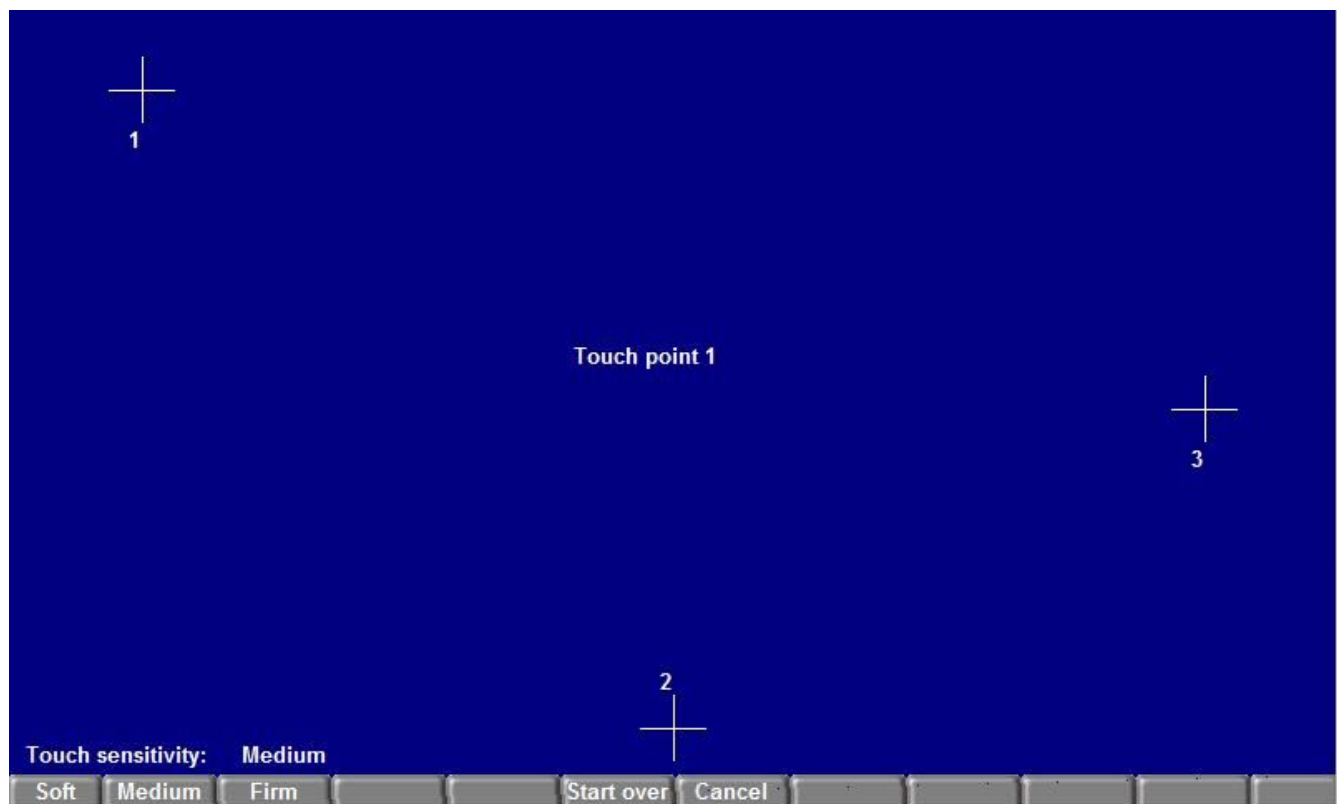 1
Touch point 1
3
2
Touch sensitivity: Medium
Soft Medium Firm Start over Cancel